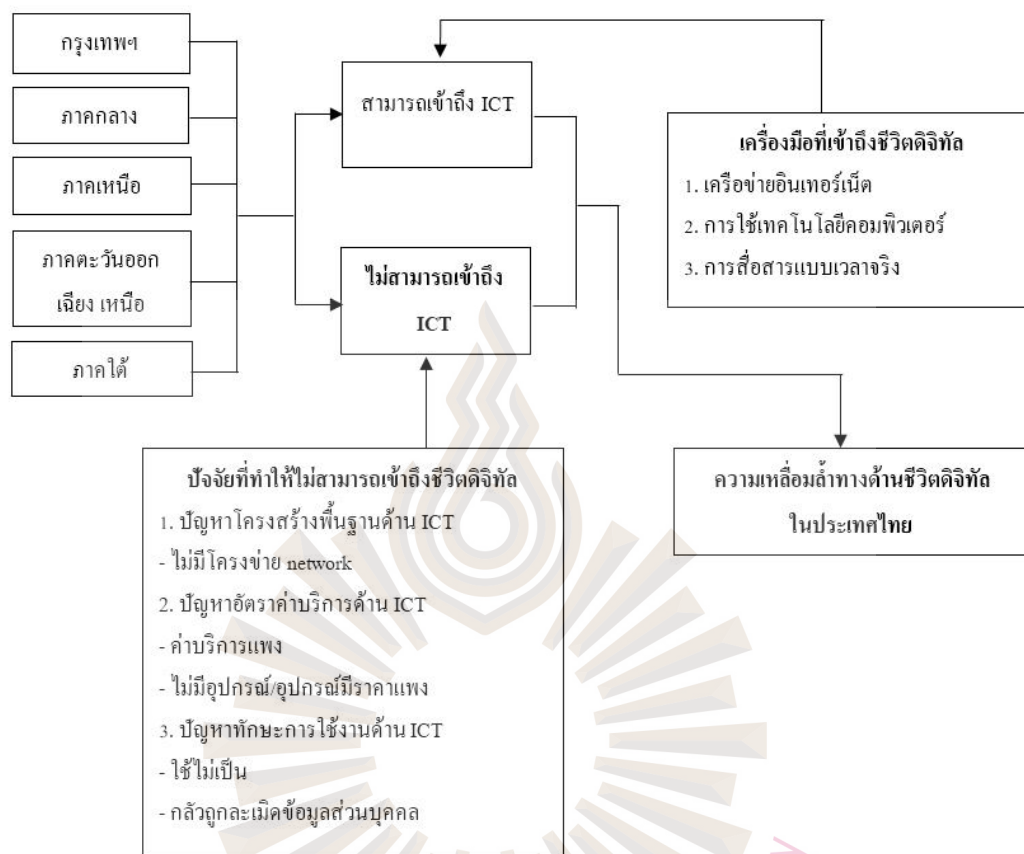 กรุงเทพฯ
ภาคกลาง
ภาคเหนือ
ภาคตะวันออก
เฉียง เหนือ
ภาคใต้
สามารถเข้าถึง ICT
ไม่สามารถเข้าถึง
ICT
เครื่องมือที่เข้าถึงชีวิตดิจิทัล
1. เครือข่ายอินเทอร์เน็ต
2. การใช้เทคโนโลยีคอมพิวเตอร์
3. การสื่อสารแบบเวลาจริง
ปัจจัยที่ทำให้ไม่สามารถเข้าถึงชีวิตดิจิทัล
1. ปัญหาโครงสร้างพื้นฐานด้าน ICT
- ไม่มีโครงข่าย network
2. ปัญหาอัตราค่าบริการด้าน ICT
- ค่าบริการแพง
- ไม่มีอุปกรณ์/อุปกรณ์มีราคาแพง
3. ปัญหาทักษะการใช้งานด้าน ICT
- ใช้ไม่เป็น
- กลัวถูกละเมิดข้อมูลส่วนบุคคล
ความเหลื่อมล้ำทางด้านชีวิตดิจิทัล
ในประเทศไทย